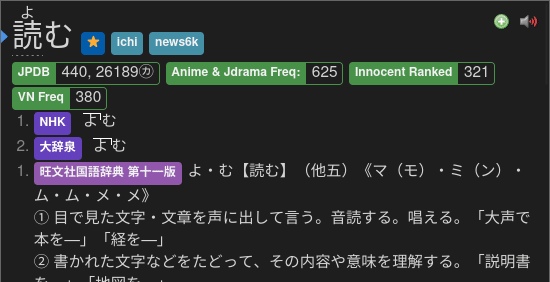 よ
読む ichi news6k
JPDB 440, 26189㋕ Anime & Jdrama Freq: 625 Innocent Ranked 321
VN Freq 380
1. NHK よむ
2. 大辞泉 よむ
1. 旺文社国語辞典 第十一版 よ・む【読む】（他五）《マ（モ）・ミ（ン）・
ム・ム・メ・メ》
① 目で見た文字・文章を声に出して言う。音読する。唱える。「大声で
本を―」「経を―」
② 書かれた文字などをたどって、その内容や意味を理解する。「説明書
を―」「地図を―」